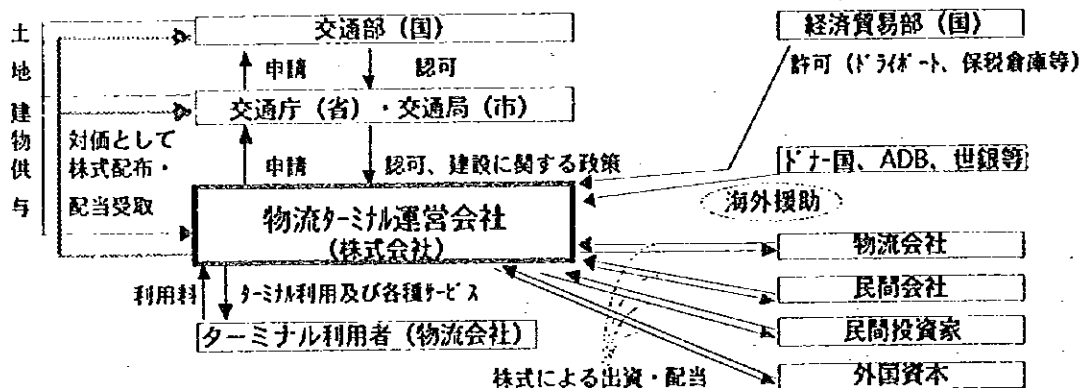 土地建物供与
交通部（国）
経済貿易部（国）
申請
認可
許可（ドライポート、保税倉庫等）
交通庁（省）・交通局（市）
対価として
株式配布・
配当受取
申請
認可、建設に関する政策
ドナー国、ADB、世銀等
海外援助
物流ターミナル運営会社
（株式会社）
物流会社
利用料
ターミナル利用及び各種サービス
民間会社
ターミナル利用者（物流会社）
民間投資家
株式による出資・配当
外国資本